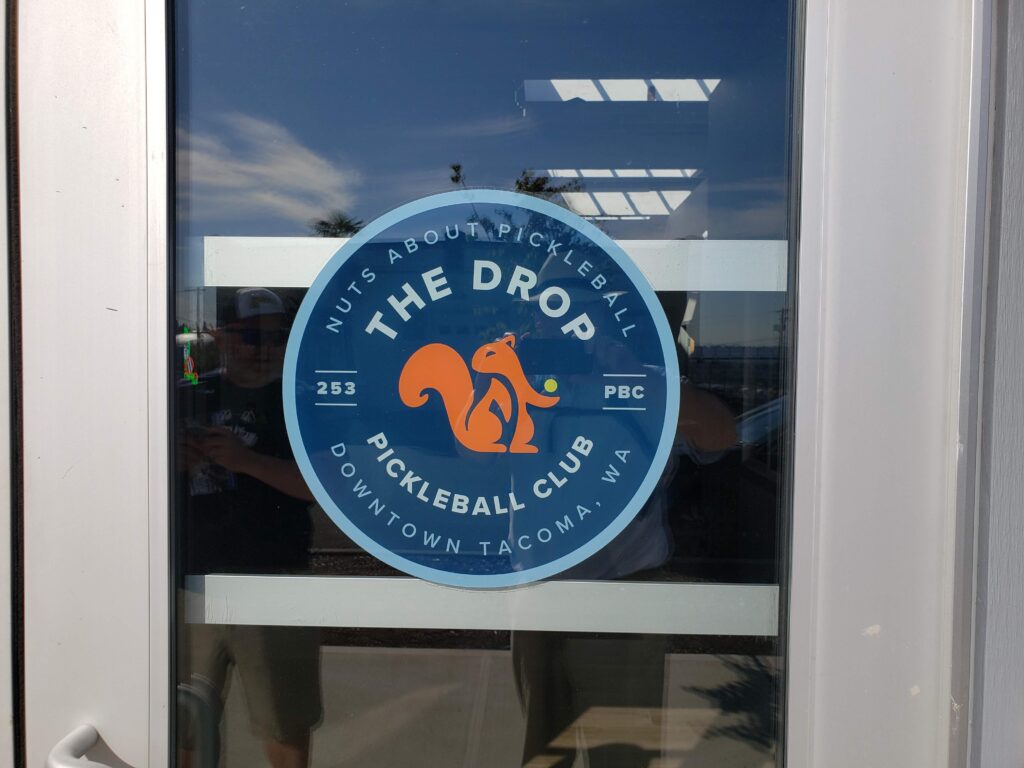 NUTS ABOUT PICKLEBALL
THE DROP
253
PBC
PICKLEBALL CLUB
DOWNTOWN TACOMA, WA